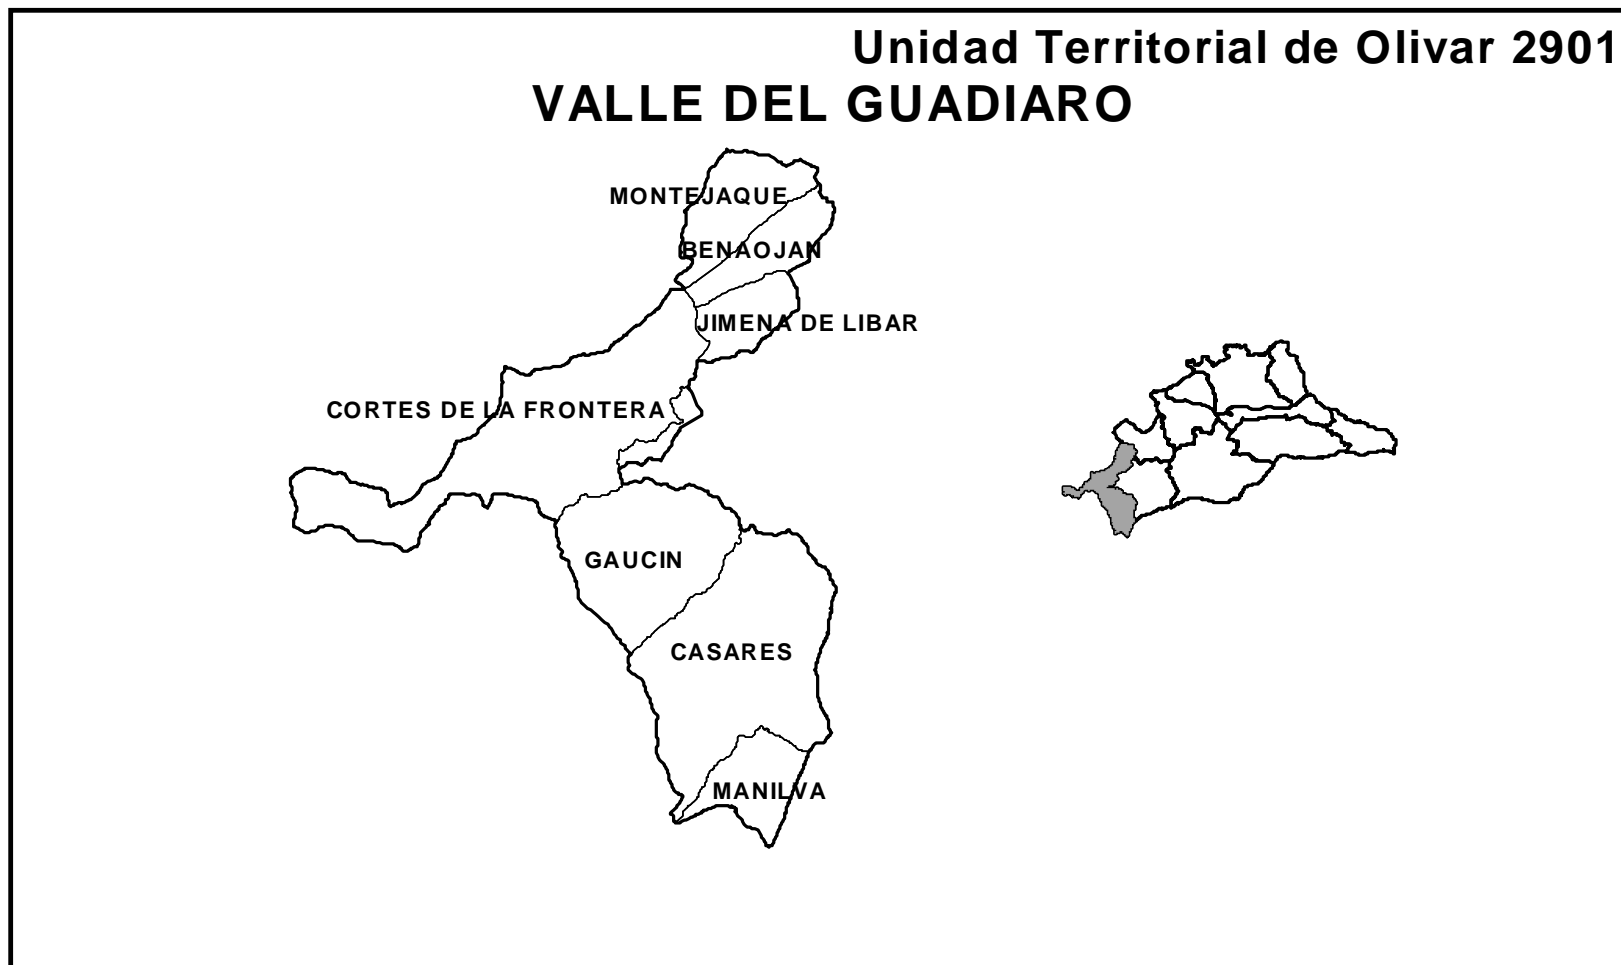 Unidad Territorial de Olivar 2901
VALLE DEL GUADIARO
MONTEJAQUE
BENAOJAN
JIMENA DE LIBAR
CORTES DE LA FRONTERA
GAUCIN
CASARES
MANILVA